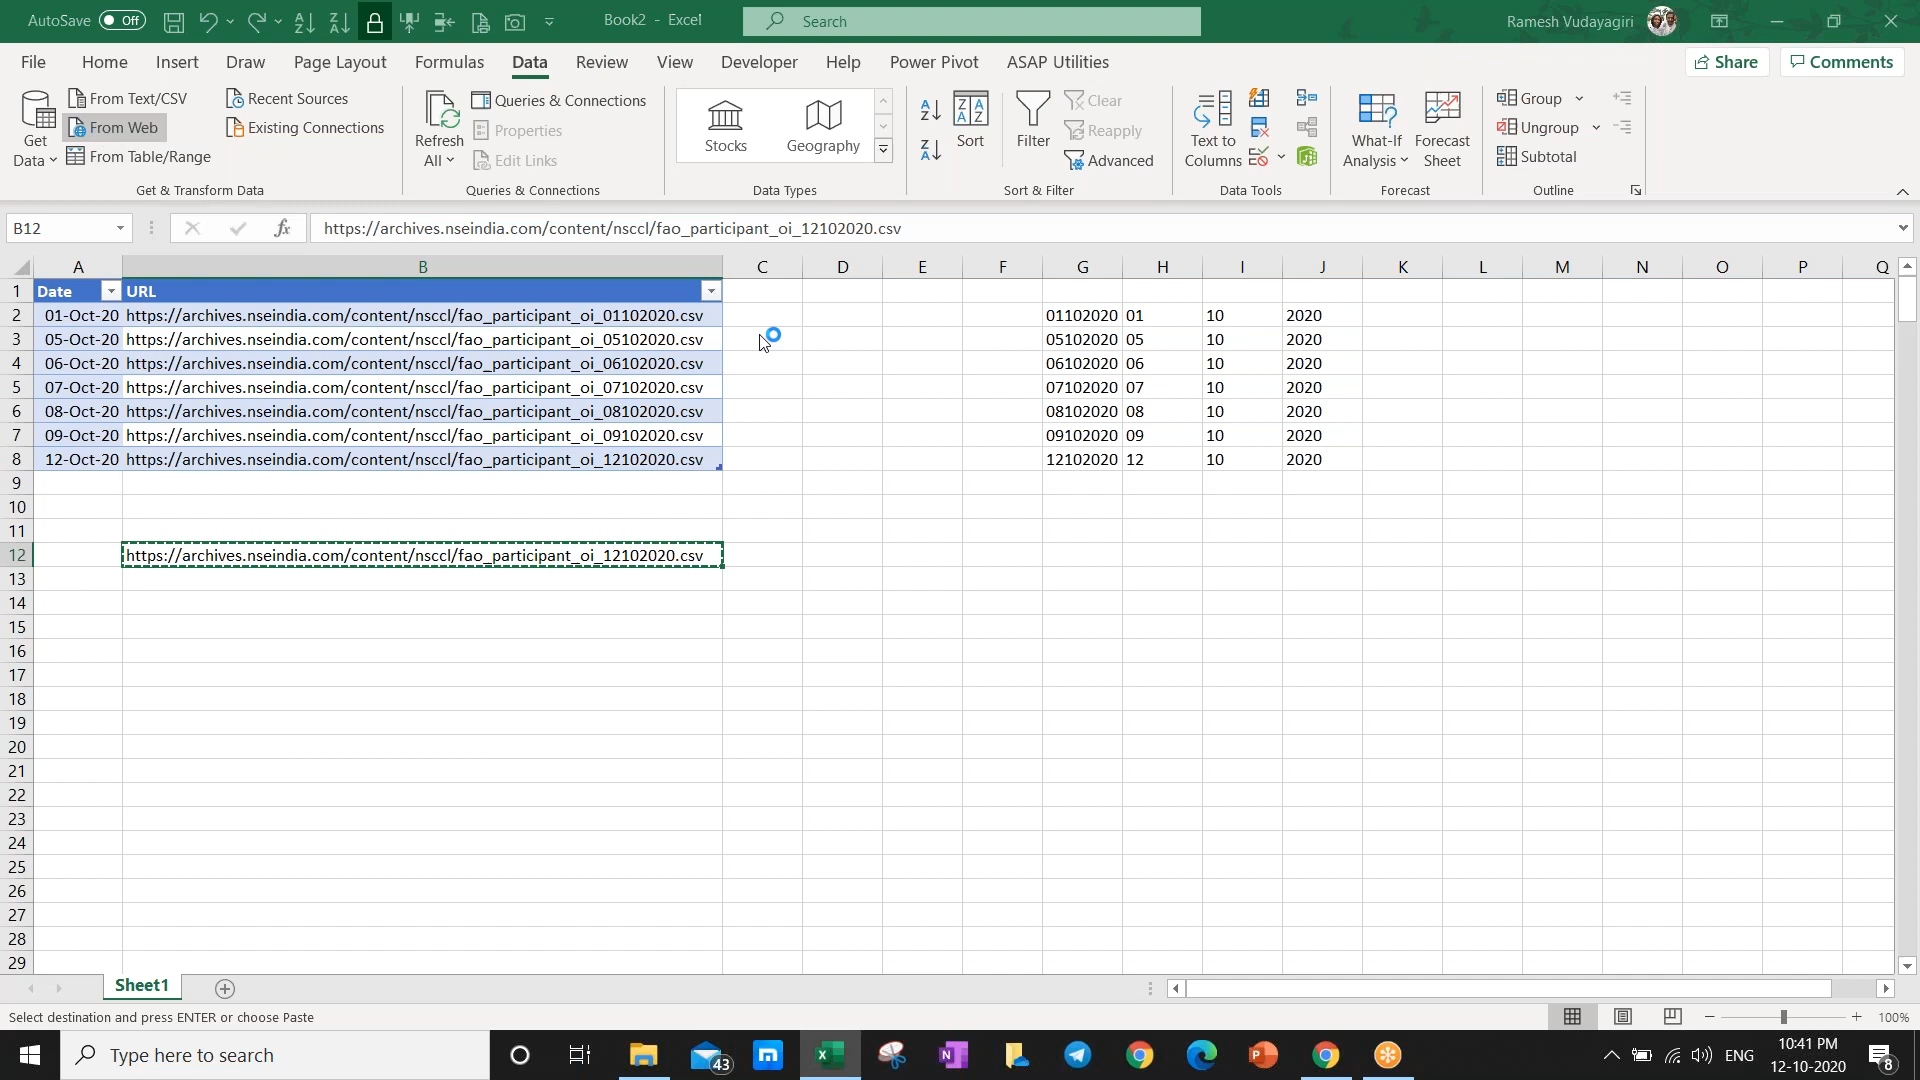 AutoSave Off Book2 - Excel Search Ramesh Vudayagiri
File Home Insert Draw Page Layout Formulas Data Review View Developer Help Power Pivot ASAP Utilities Share Comments
Get Data From Text/CSV From Web From Table/Range Recent Sources Existing Connections
Refresh All Queries & Connections Properties Edit Links
Stocks Geography
Sort Filter Clear Reapply Advanced
Text to Columns
What-If Analysis Forecast Sheet
Group Ungroup Subtotal
Get & Transform Data Queries & Connections Data Types Sort & Filter Data Tools Forecast Outline
B12 fx https://archives.nseindia.com/content/nsccl/fao_participant_oi_12102020.csv
A B C D E F G H I J K L M N O P Q
1 Date URL
2 01-Oct-20 https://archives.nseindia.com/content/nsccl/fao_participant_oi_01102020.csv 01102020 01 10 2020
3 05-Oct-20 https://archives.nseindia.com/content/nsccl/fao_participant_oi_05102020.csv 05102020 05 10 2020
4 06-Oct-20 https://archives.nseindia.com/content/nsccl/fao_participant_oi_06102020.csv 06102020 06 10 2020
5 07-Oct-20 https://archives.nseindia.com/content/nsccl/fao_participant_oi_07102020.csv 07102020 07 10 2020
6 08-Oct-20 https://archives.nseindia.com/content/nsccl/fao_participant_oi_08102020.csv 08102020 08 10 2020
7 09-Oct-20 https://archives.nseindia.com/content/nsccl/fao_participant_oi_09102020.csv 09102020 09 10 2020
8 12-Oct-20 https://archives.nseindia.com/content/nsccl/fao_participant_oi_12102020.csv 12102020 12 10 2020
9
10
11
12 https://archives.nseindia.com/content/nsccl/fao_participant_oi_12102020.csv
13
14
15
16
17
18
19
20
21
22
23
24
25
26
27
28
29
Sheet1
Select destination and press ENTER or choose Paste 100%
Type here to search 43 ENG 10:41 PM 8
12-10-2020